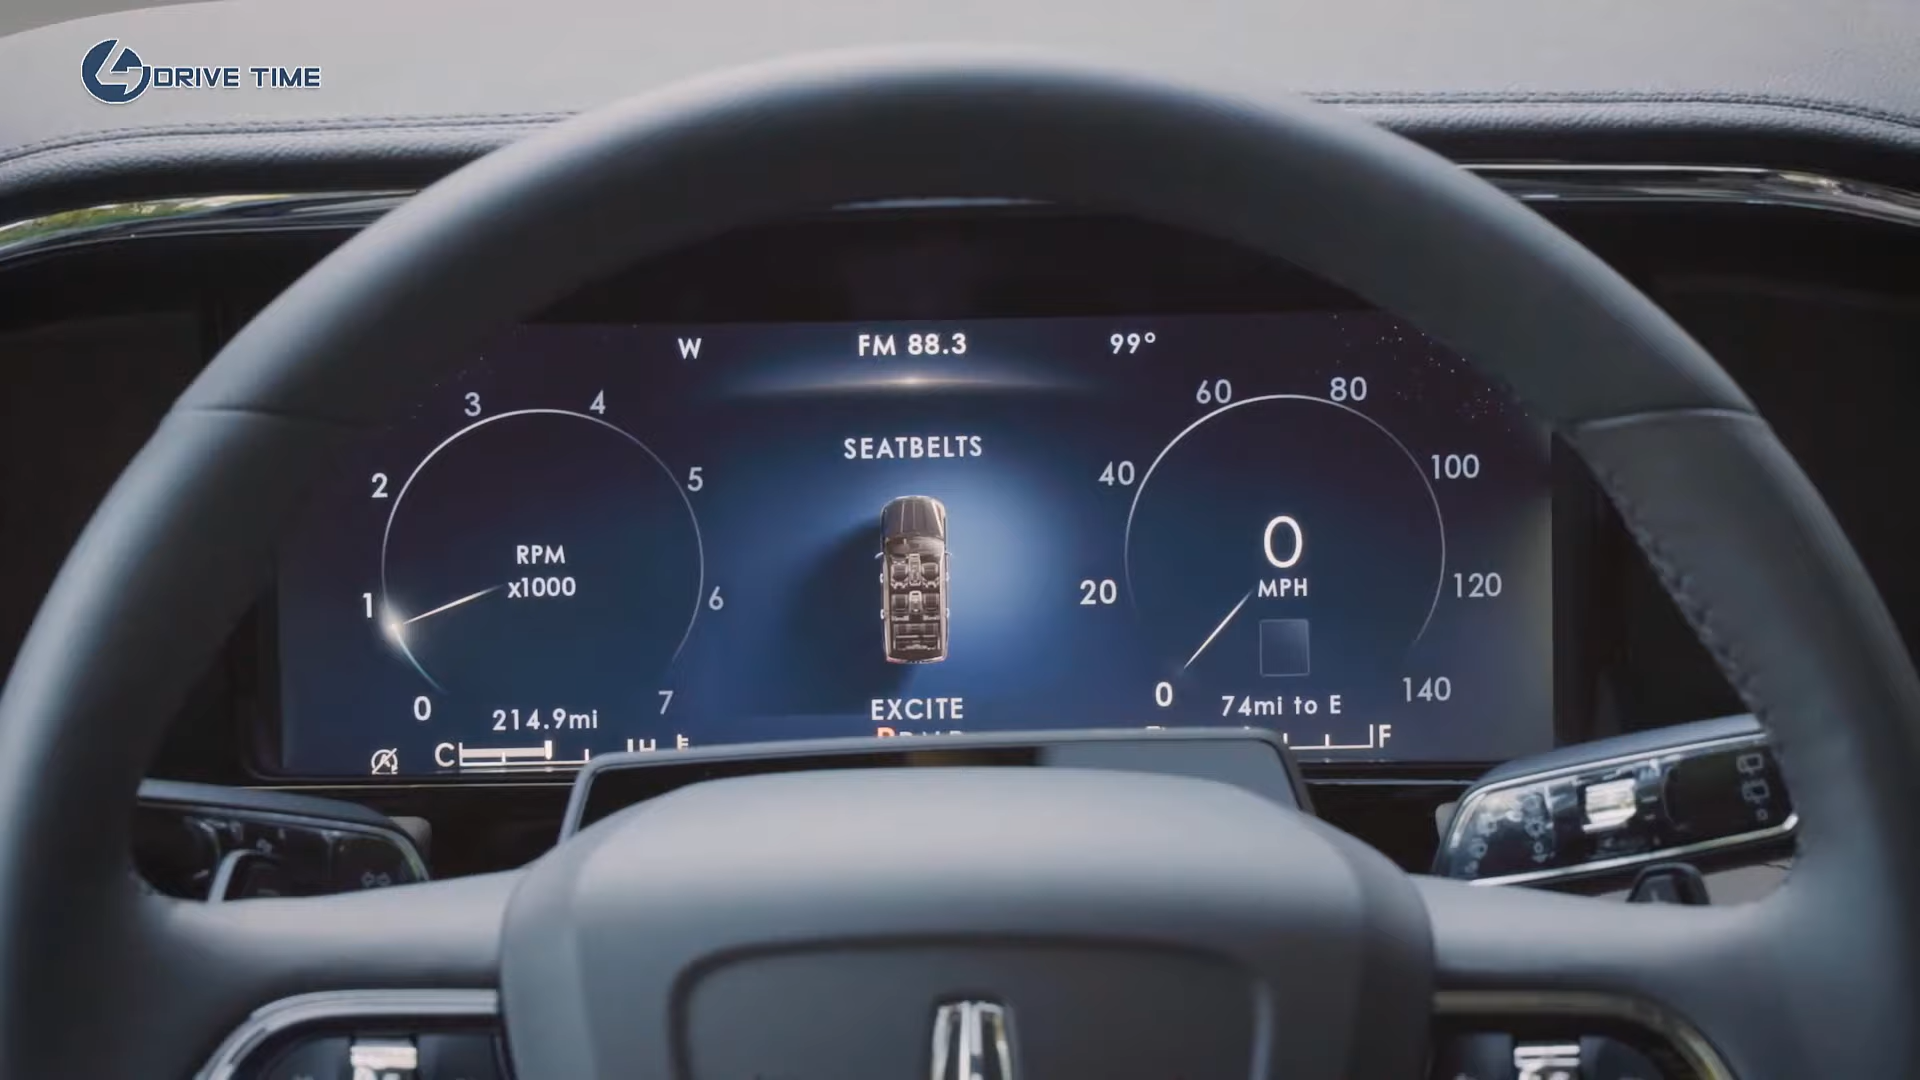 DRIVE TIME
W FM 88.3 99°
SEATBELTS
3 4
2 5
1 6
0 7
RPM
x1000
60 80
40 100
20 120
0 140
0
MPH
EXCITE
214.9mi
74mi to E
C H
F